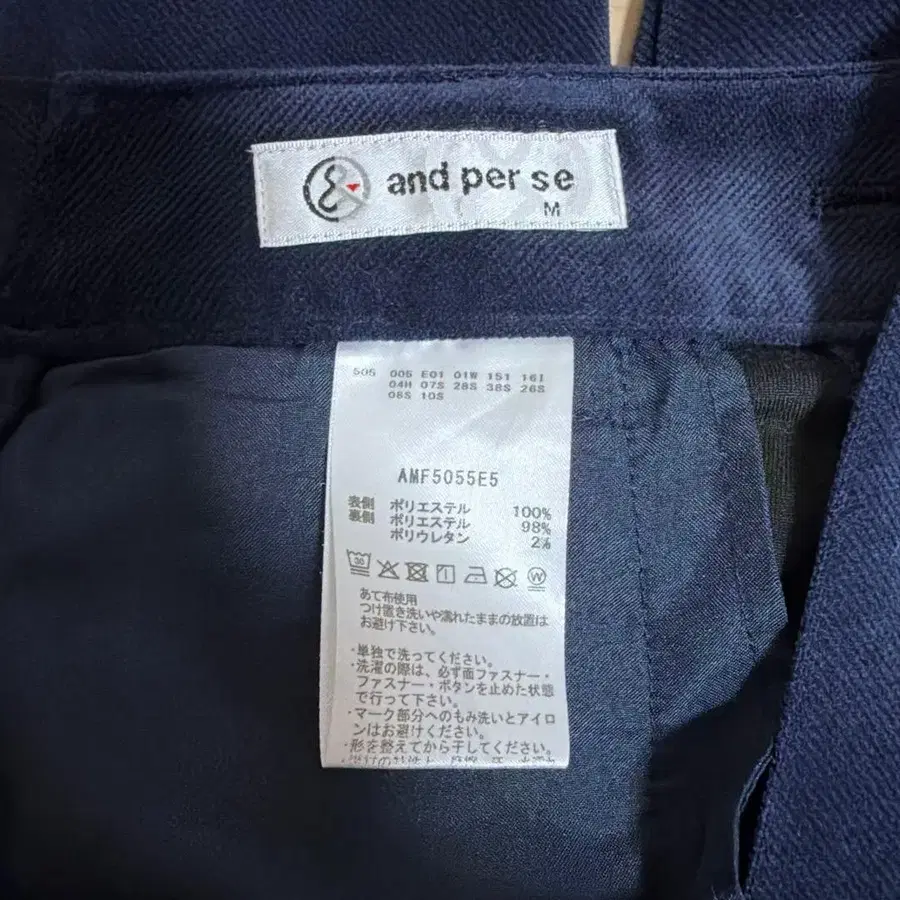 and per se
M
50S 00S E01 01W 1S1 16I
04H 07S 28S 38S 26S
08S 10S
AMF5055E5
表側 ポリエステル 100%
裏側 ポリエステル 98%
ポリウレタン 2%
30
W
あて布使用
つけ置き洗いや濡れたままの放置は
お避け下さい。
・単独で洗ってください。
・洗濯の際は、必ず面ファスナー・
ファスナー・ボタンを止めた状態
で行って下さい。
・マーク部分へのもみ洗いとアイロ
ンはお避けください。
・形を整えてから干してください。